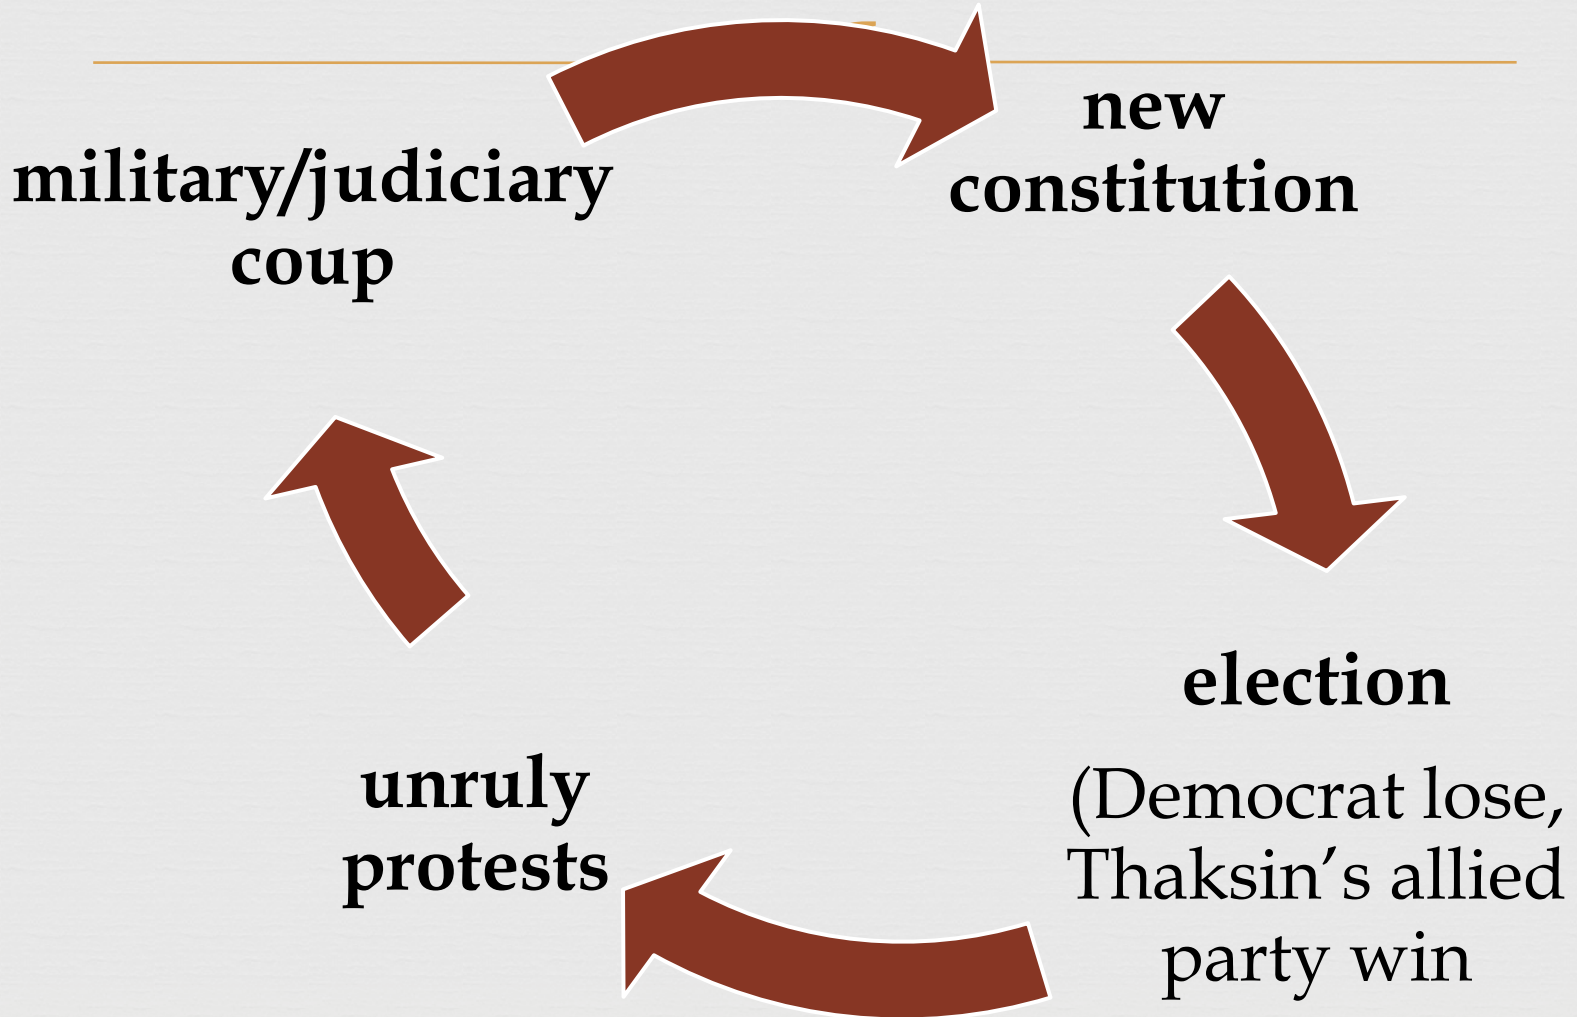 new
constitution
military/judiciary
coup
election
(Democrat lose,
Thaksin’s allied
party win
unruly
protests